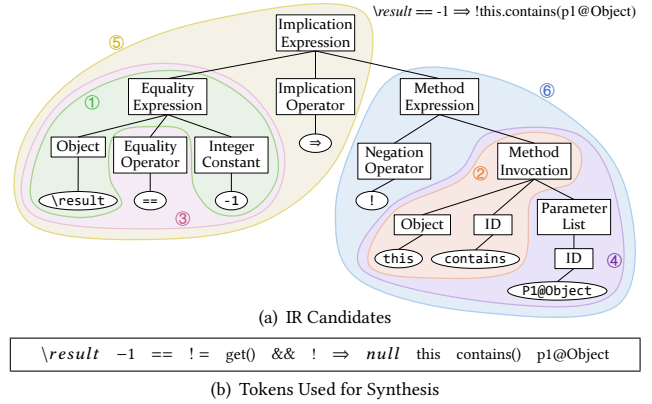 \result == -1 ⟹ !this.contains(p1@Object)
Implication Expression
⑤
⑥
①
Equality Expression
Implication Operator
Method Expression
⇒
Object
Equality Operator
Integer Constant
Negation Operator
Method Invocation
②
\result
==
-1
!
③
Object
ID
Parameter List
this
contains
ID
④
P1@Object
(a) IR Candidates
\result -1 == != get() && ! ⇒ null this contains() p1@Object
(b) Tokens Used for Synthesis